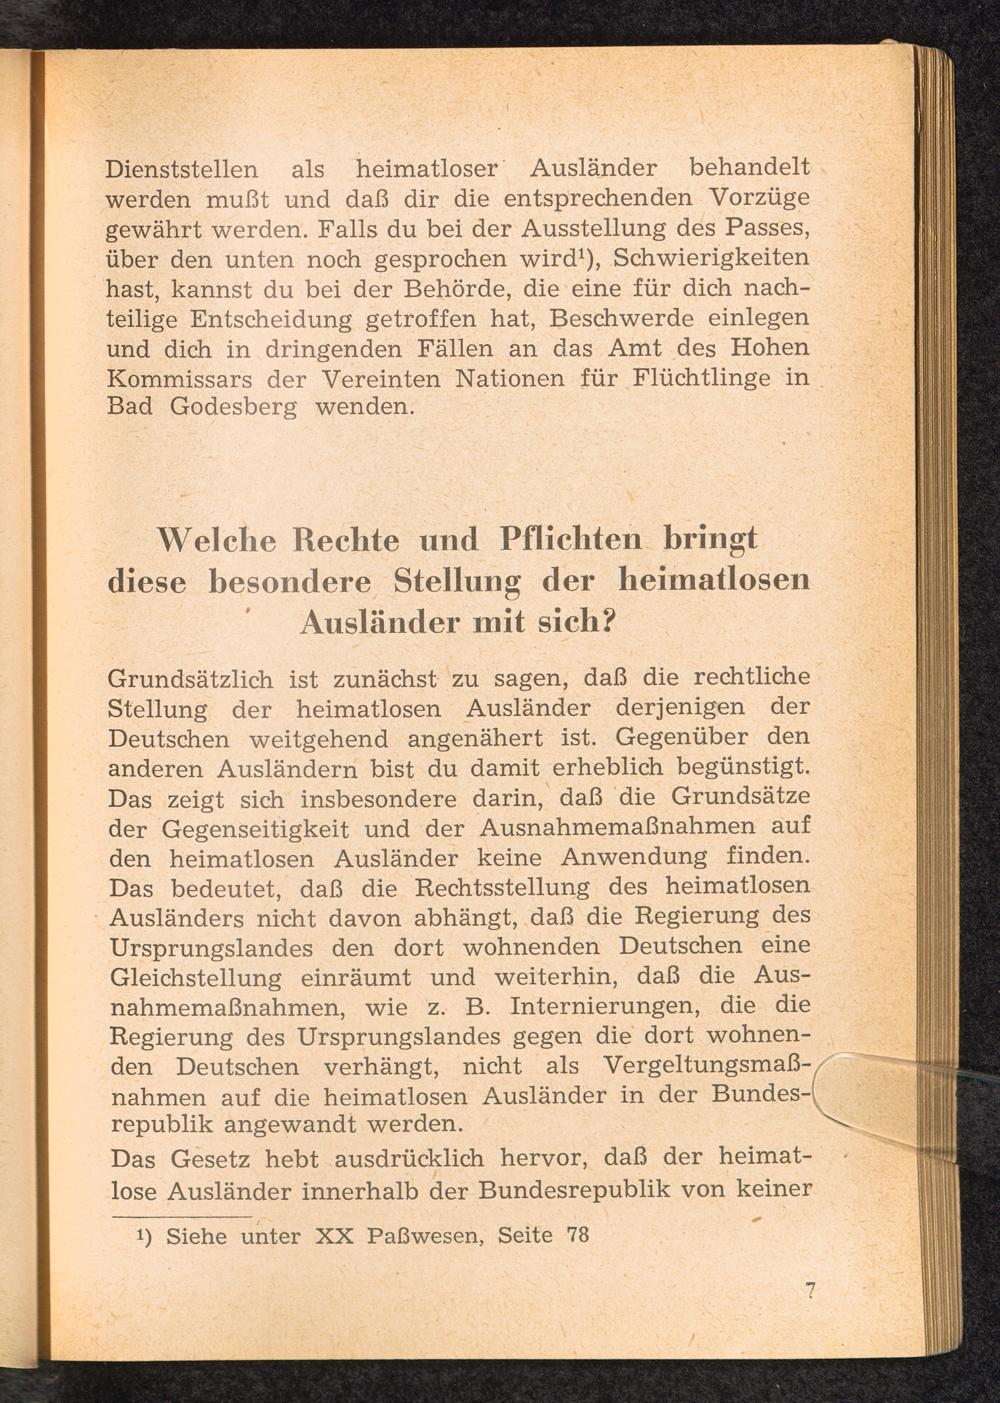 Dienststellen als heimatloser Ausländer behandelt
werden mußt und daß dir die entsprechenden Vorzüge
gewährt werden. Falls du bei der Ausstellung des Passes,
über den unten noch gesprochen wird¹), Schwierigkeiten
hast, kannst du bei der Behörde, die eine für dich nach-
teilige Entscheidung getroffen hat, Beschwerde einlegen
und dich in dringenden Fällen an das Amt des Hohen
Kommissars der Vereinten Nationen für Flüchtlinge in
Bad Godesberg wenden.
Welche Rechte und Pflichten bringt
diese besondere Stellung der heimatlosen
Ausländer mit sich?
Grundsätzlich ist zunächst zu sagen, daß die rechtliche
Stellung der heimatlosen Ausländer derjenigen der
Deutschen weitgehend angenähert ist. Gegenüber den
anderen Ausländern bist du damit erheblich begünstigt.
Das zeigt sich insbesondere darin, daß die Grundsätze
der Gegenseitigkeit und der Ausnahmemaßnahmen auf
den heimatlosen Ausländer keine Anwendung finden.
Das bedeutet, daß die Rechtsstellung des heimatlosen
Ausländers nicht davon abhängt, daß die Regierung des
Ursprungslandes den dort wohnenden Deutschen eine
Gleichstellung einräumt und weiterhin, daß die Aus-
nahmemaßnahmen, wie z. B. Internierungen, die die
Regierung des Ursprungslandes gegen die dort wohnen-
den Deutschen verhängt, nicht als Vergeltungsmaß-
nahmen auf die heimatlosen Ausländer in der Bundes-
republik angewandt werden.
Das Gesetz hebt ausdrücklich hervor, daß der heimat-
lose Ausländer innerhalb der Bundesrepublik von keiner
¹) Siehe unter XX Paßwesen, Seite 78
7